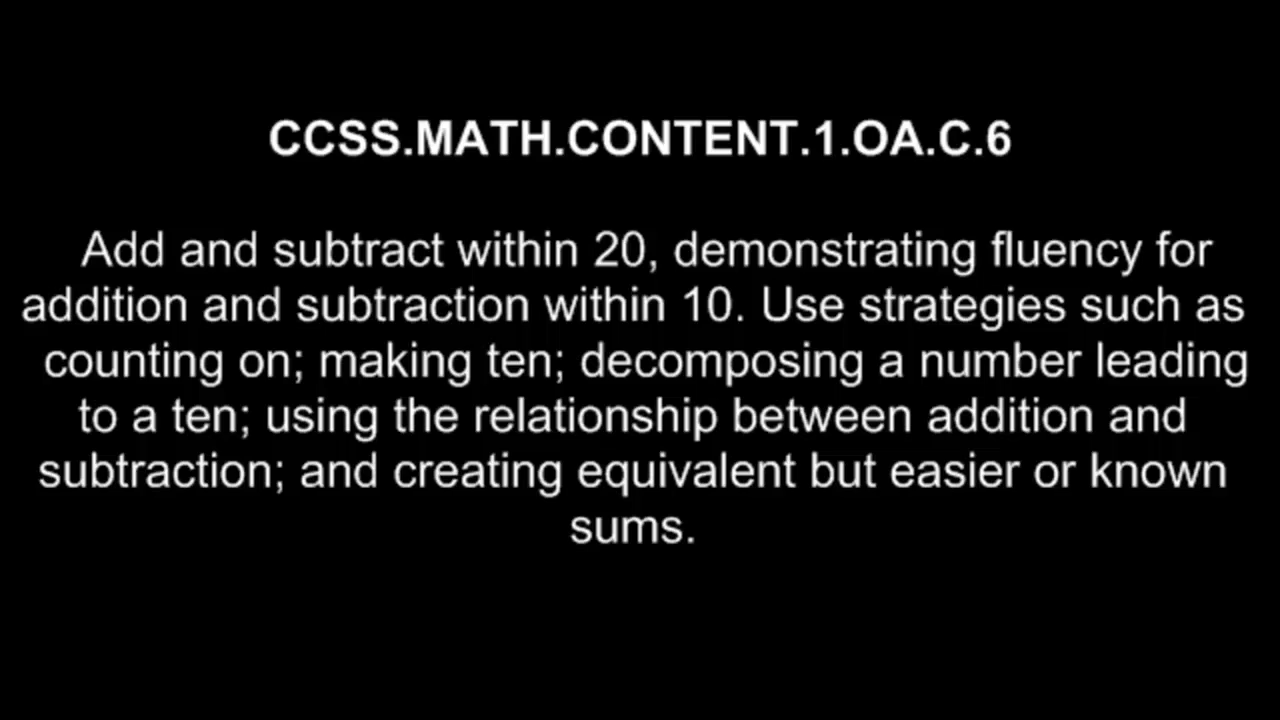 CCSS.MATH.CONTENT.1.OA.C.6
Add and subtract within 20, demonstrating fluency for
addition and subtraction within 10. Use strategies such as
counting on; making ten; decomposing a number leading
to a ten; using the relationship between addition and
subtraction; and creating equivalent but easier or known
sums.